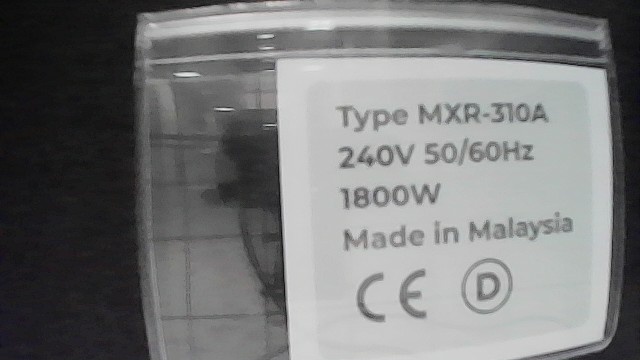 Type MXR-310A
240V 50/60Hz
1800W
Made in Malaysia
CE D